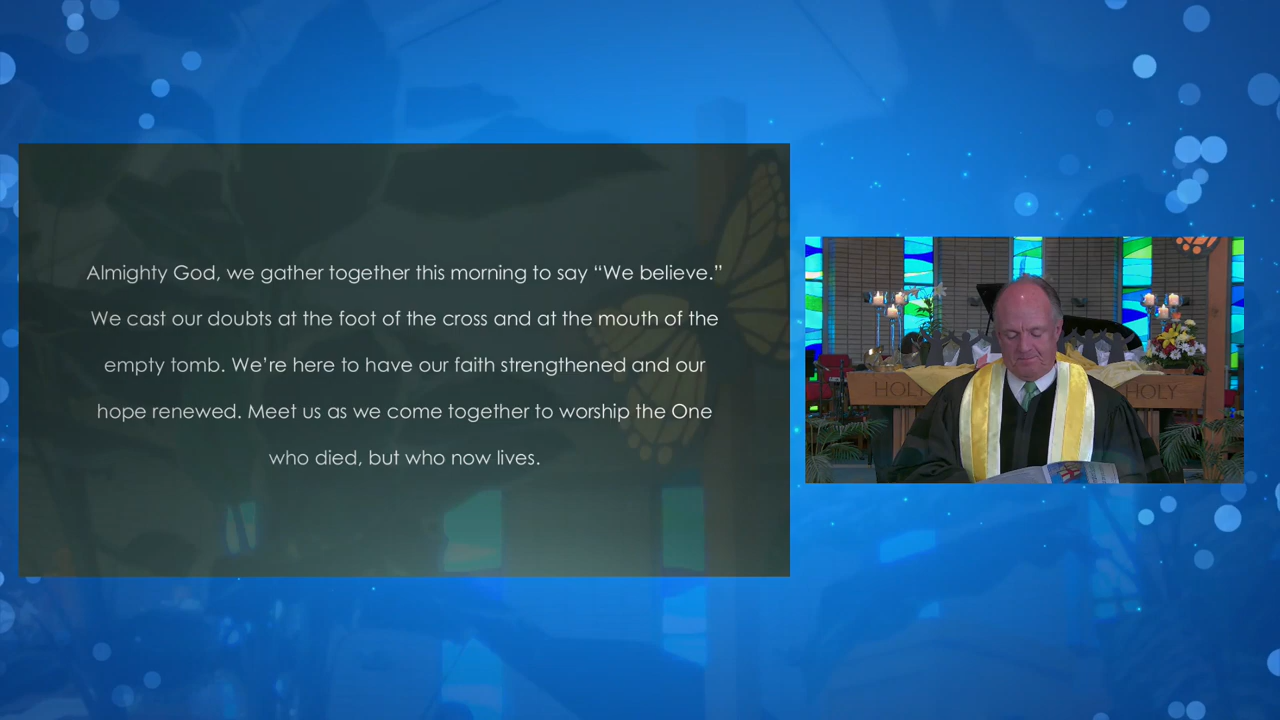 Almighty God, we gather together this morning to say “We believe.”
We cast our doubts at the foot of the cross and at the mouth of the
empty tomb. We’re here to have our faith strengthened and our
hope renewed. Meet us as we come together to worship the One
who died, but who now lives.
HOLY
HOLY